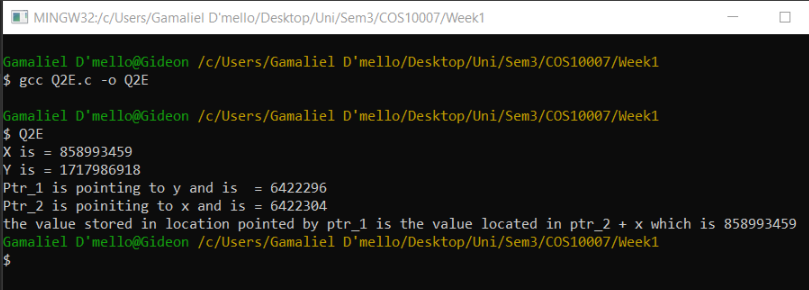 MINGW32:/c/Users/Gamaliel D'mello/Desktop/Uni/Sem3/COS10007/Week1
Gamaliel D'mello@Gideon /c/Users/Gamaliel D'mello/Desktop/Uni/Sem3/COS10007/Week1
$ gcc Q2E.c -o Q2E
Gamaliel D'mello@Gideon /c/Users/Gamaliel D'mello/Desktop/Uni/Sem3/COS10007/Week1
$ Q2E
X is = 858993459
Y is = 1717986918
Ptr_1 is pointing to y and is  = 6422296
Ptr_2 is poiniting to x and is = 6422304
the value stored in location pointed by ptr_1 is the value located in ptr_2 + x which is 858993459
Gamaliel D'mello@Gideon /c/Users/Gamaliel D'mello/Desktop/Uni/Sem3/COS10007/Week1
$